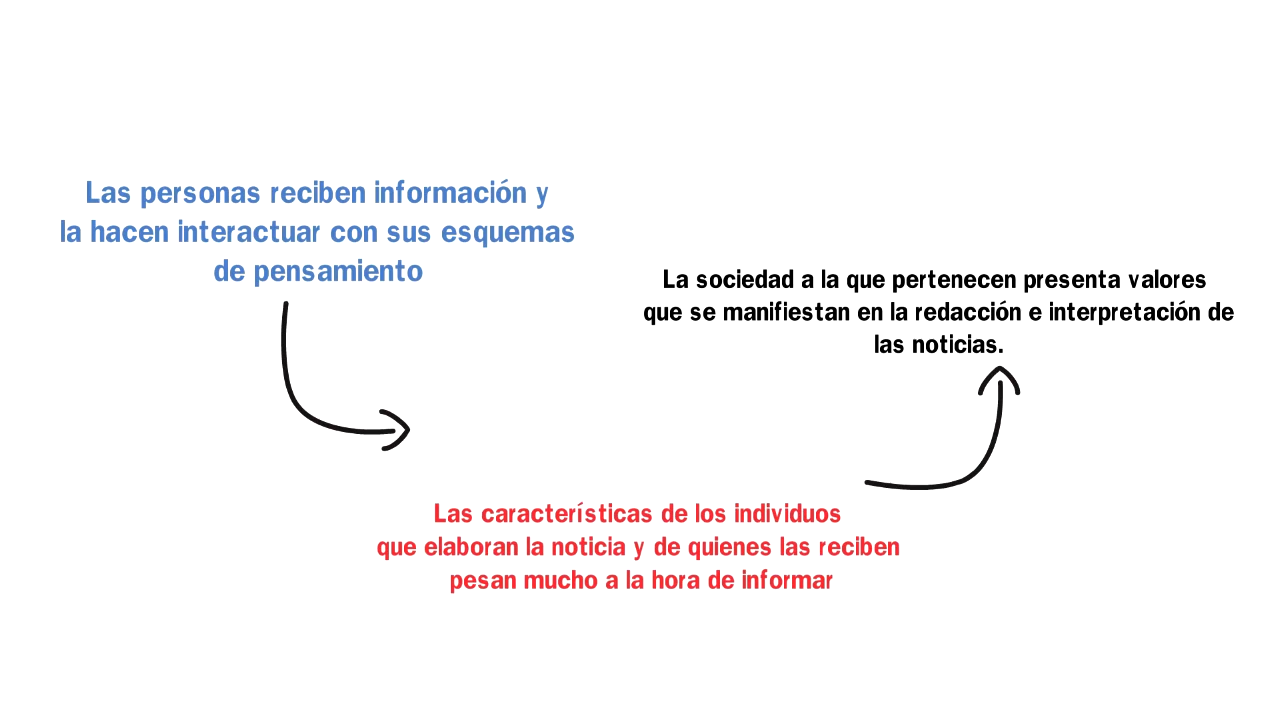 Las personas reciben información y
la hacen interactuar con sus esquemas
de pensamiento
La sociedad a la que pertenecen presenta valores
que se manifiestan en la redacción e interpretación de
las noticias.
Las características de los individuos
que elaboran la noticia y de quienes las reciben
pesan mucho a la hora de informar